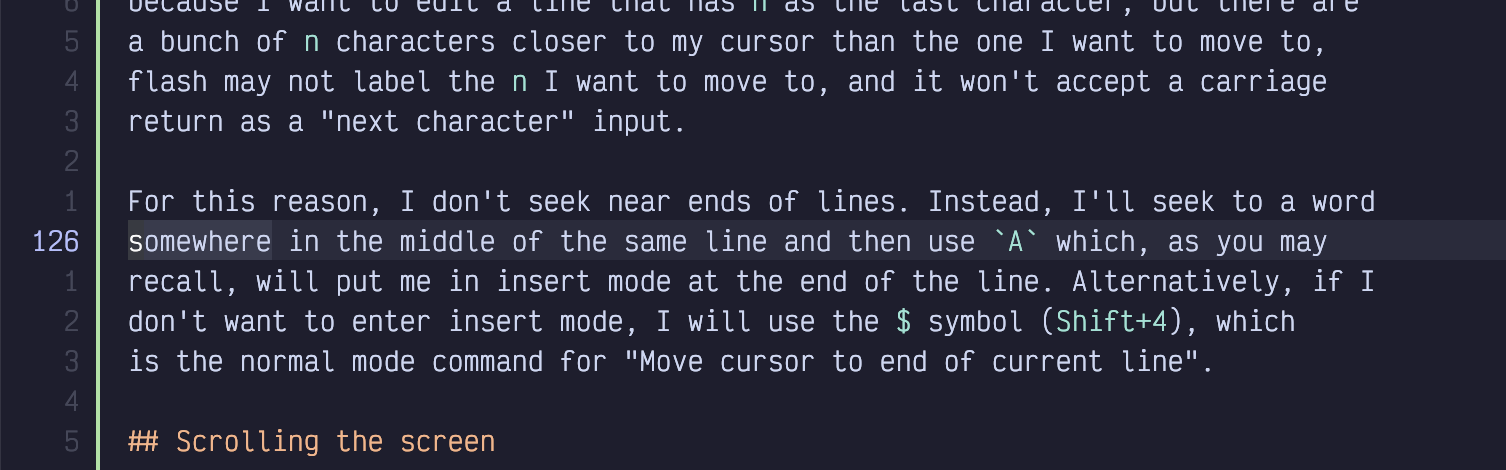 6 because I want to edit a line that has n as the last character, but there are
5 a bunch of n characters closer to my cursor than the one I want to move to,
4 flash may not label the n I want to move to, and it won't accept a carriage
3 return as a "next character" input.
2
1 For this reason, I don't seek near ends of lines. Instead, I'll seek to a word
126 somewhere in the middle of the same line and then use `A` which, as you may
1 recall, will put me in insert mode at the end of the line. Alternatively, if I
2 don't want to enter insert mode, I will use the $ symbol (Shift+4), which
3 is the normal mode command for "Move cursor to end of current line".
4
5 ## Scrolling the screen